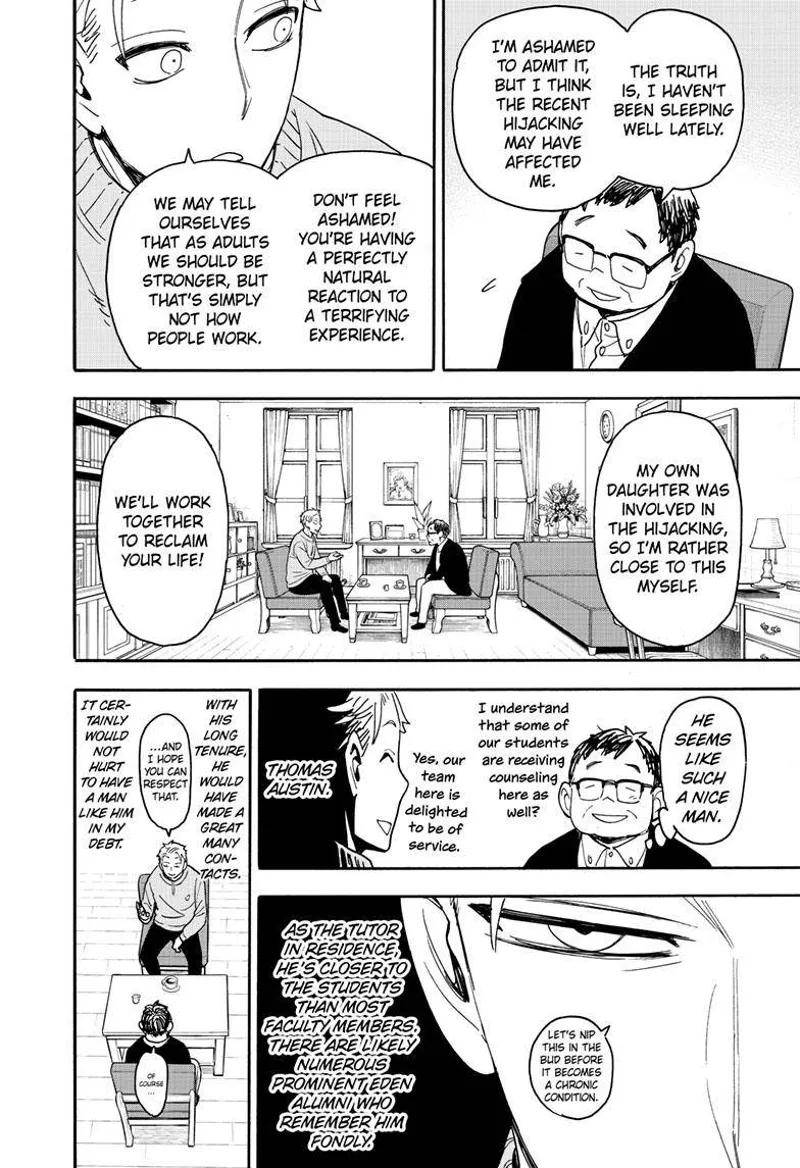 THE TRUTH
IS, I HAVEN'T
BEEN SLEEPING
WELL LATELY.
I'M ASHAMED
TO ADMIT IT,
BUT I THINK
THE RECENT
HIJACKING
MAY HAVE
AFFECTED
ME.
DON'T FEEL
ASHAMED!
YOU'RE HAVING
A PERFECTLY
NATURAL
REACTION TO
A TERRIFYING
EXPERIENCE.
WE MAY TELL
OURSELVES
THAT AS ADULTS
WE SHOULD BE
STRONGER, BUT
THAT'S SIMPLY
NOT HOW
PEOPLE WORK.
MY OWN
DAUGHTER WAS
INVOLVED IN
THE HIJACKING,
SO I'M RATHER
CLOSE TO THIS
MYSELF.
WE'LL WORK
TOGETHER
TO RECLAIM
YOUR LIFE!
HE
SEEMS
LIKE
SUCH
A NICE
MAN.
I understand
that some of
our students
are receiving
counseling
here as
well?
Yes, our
team
here is
delighted
to be of
service.
THOMAS
AUSTIN.
AS THE TUTOR
IN RESIDENCE,
HE'S CLOSER TO
THE STUDENTS
THAN MOST
FACULTY MEMBERS.
THERE ARE LIKELY
NUMEROUS
PROMINENT EDEN
ALUMNI WHO
REMEMBER HIM
FONDLY.
LET'S NIP
THIS IN THE
BUD BEFORE
IT BECOMES
A CHRONIC
CONDITION.
WITH
HIS
LONG
TENURE,
HE
WOULD
HAVE
MADE A
GREAT
MANY
CON-
TACTS.
...AND
I HOPE
YOU CAN
RESPECT
THAT.
IT CER-
TAINLY
WOULD
NOT
HURT
TO HAVE
A MAN
LIKE HIM
IN MY
DEBT.
OF
COURSE
...